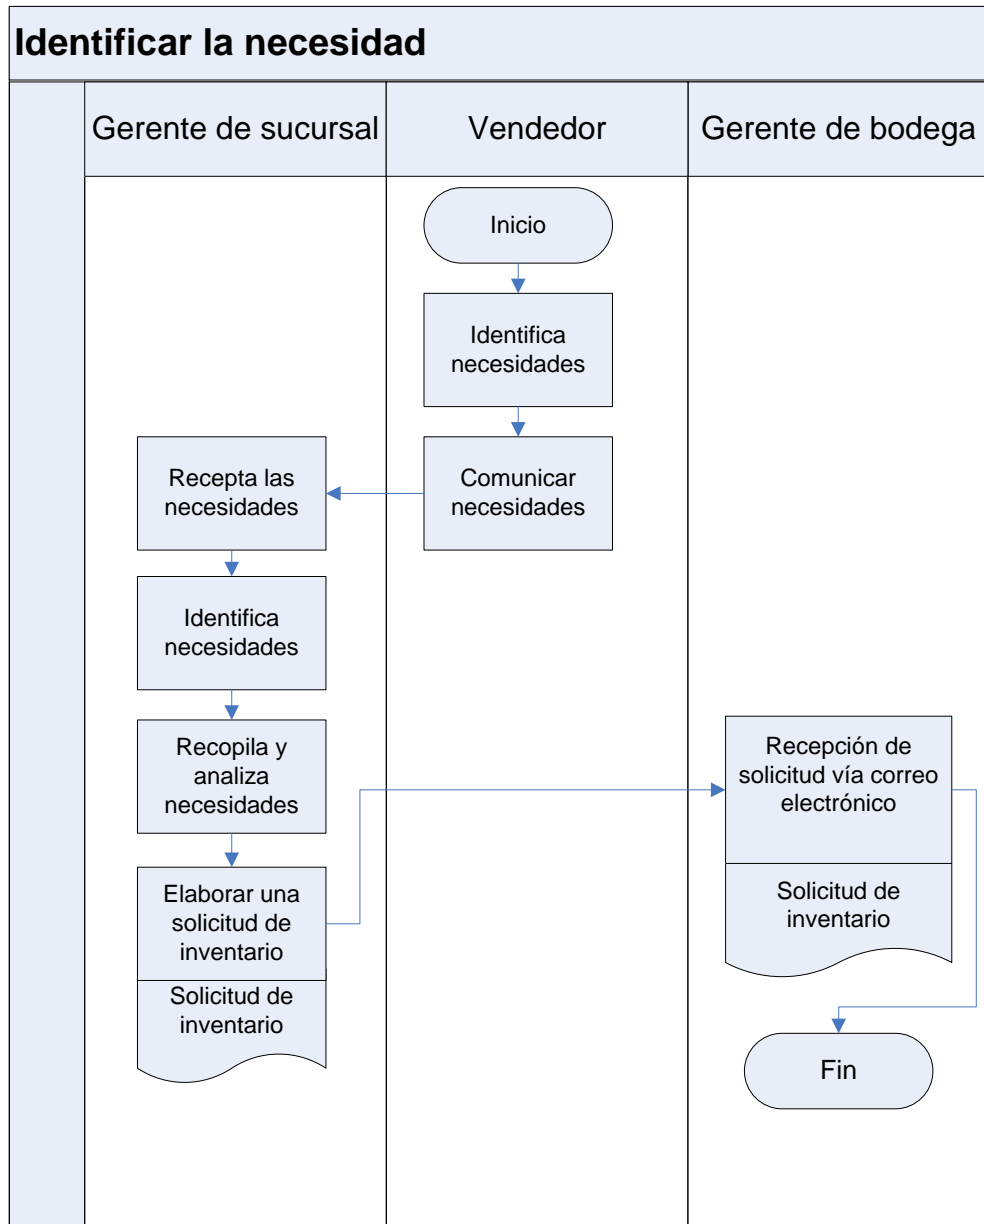 Identificar la necesidad
Gerente de sucursal
Vendedor
Gerente de bodega
Inicio
Identifica
necesidades
Comunicar
necesidades
Recepta las
necesidades
Identifica
necesidades
Recopila y
analiza
necesidades
Elaborar una
solicitud de
inventario
Solicitud de
inventario
Recepción de
solicitud vía correo
electrónico
Solicitud de
inventario
Fin